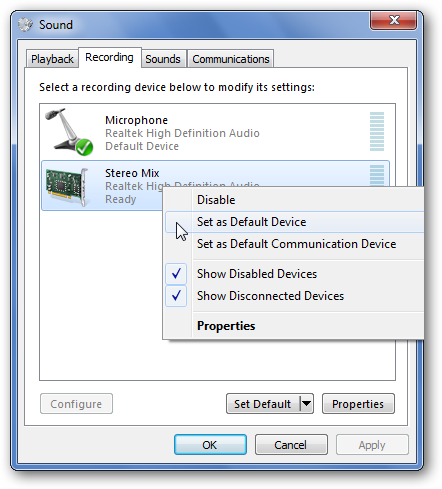 Sound
Playback Recording Sounds Communications
Select a recording device below to modify its settings:
Microphone
Realtek High Definition Audio
Default Device
Stereo Mix
Realtek High Definition Audio
Ready
Disable
Set as Default Device
Set as Default Communication Device
Show Disabled Devices
Show Disconnected Devices
Properties
Configure Set Default Properties
OK Cancel Apply